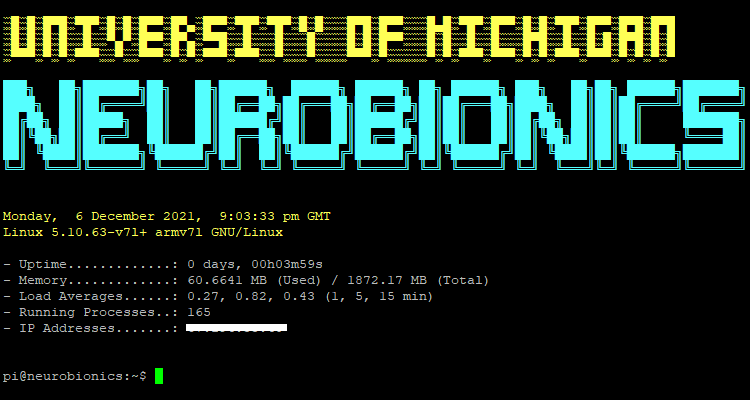 UNIVERSITY OF MICHIGAN
NEUROBIONICS
Monday,  6 December 2021,  9:03:33 pm GMT
Linux 5.10.63-v7l+ armv7l GNU/Linux
- Uptime.............: 0 days, 00h03m59s
- Memory.............: 60.6641 MB (Used) / 1872.17 MB (Total)
- Load Averages......: 0.27, 0.82, 0.43 (1, 5, 15 min)
- Running Processes..: 165
- IP Addresses.......:
pi@neurobionics:~$